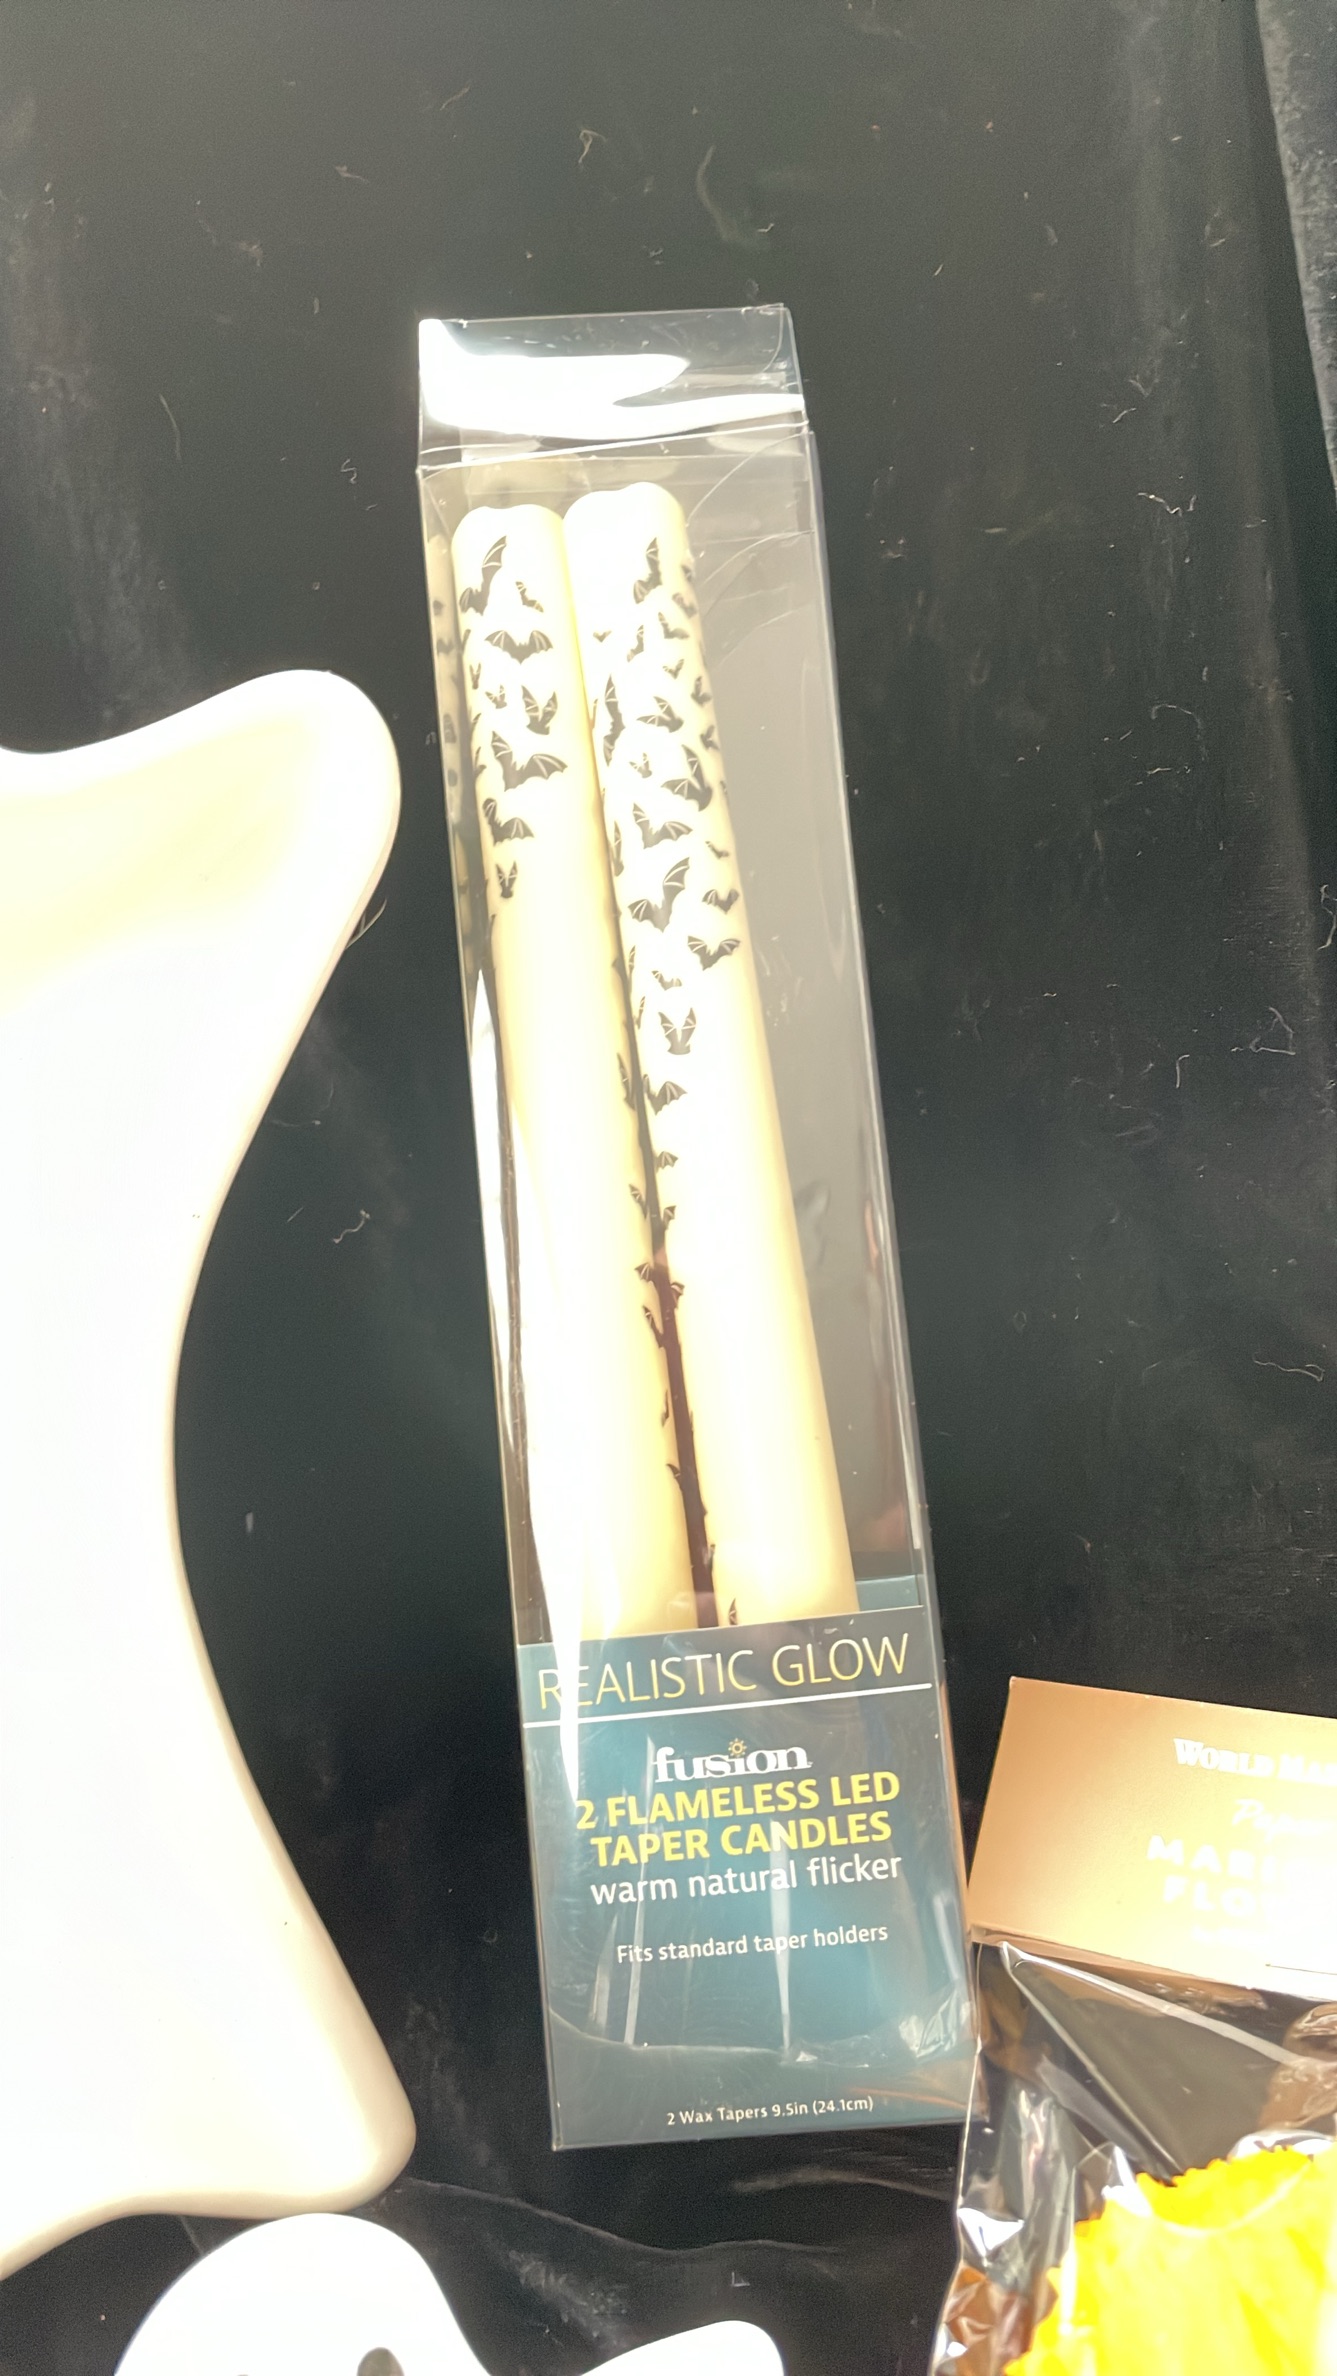 REALISTIC GLOW
fusion
2 FLAMELESS LED
TAPER CANDLES
warm natural flicker
Fits standard taper holders
2 Wax Tapers 9.5in (24.1cm)
WORLD